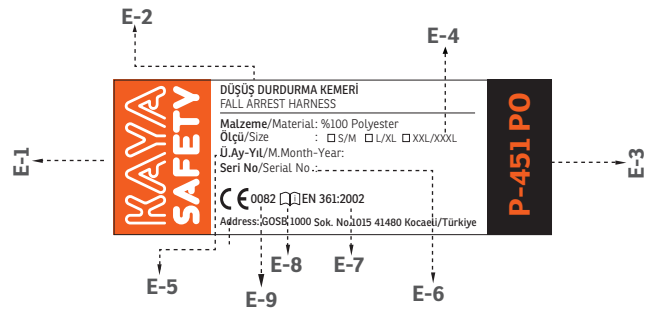 E-2
E-4
E-1
KAYA
SAFETY
DÜŞÜŞ DURDURMA KEMERİ
FALL ARREST HARNESS
Malzeme/Material: %100 Polyester
Ölçü/Size : S/M L/XL XXL/XXXL
Ü.Ay-Yıl/M.Month-Year:
Seri No/Serial No.:
CE 0082 i EN 361:2002
Address: GOSB 1000 Sok. No.1015 41480 Kocaeli/Türkiye
P-451 PO
E-3
E-5
E-9
E-8
E-7
E-6